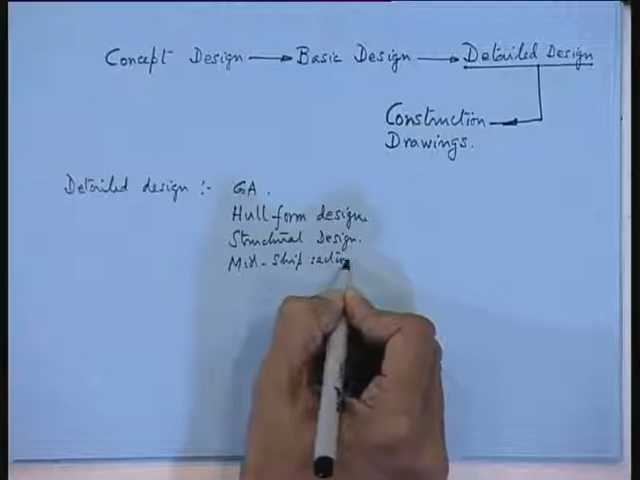 Concept Design → Basic Design → Detailed Design
Construction
Drawings.
Detailed design :- GA.
Hull-form design.
Structural Design.
Mid-Ship section